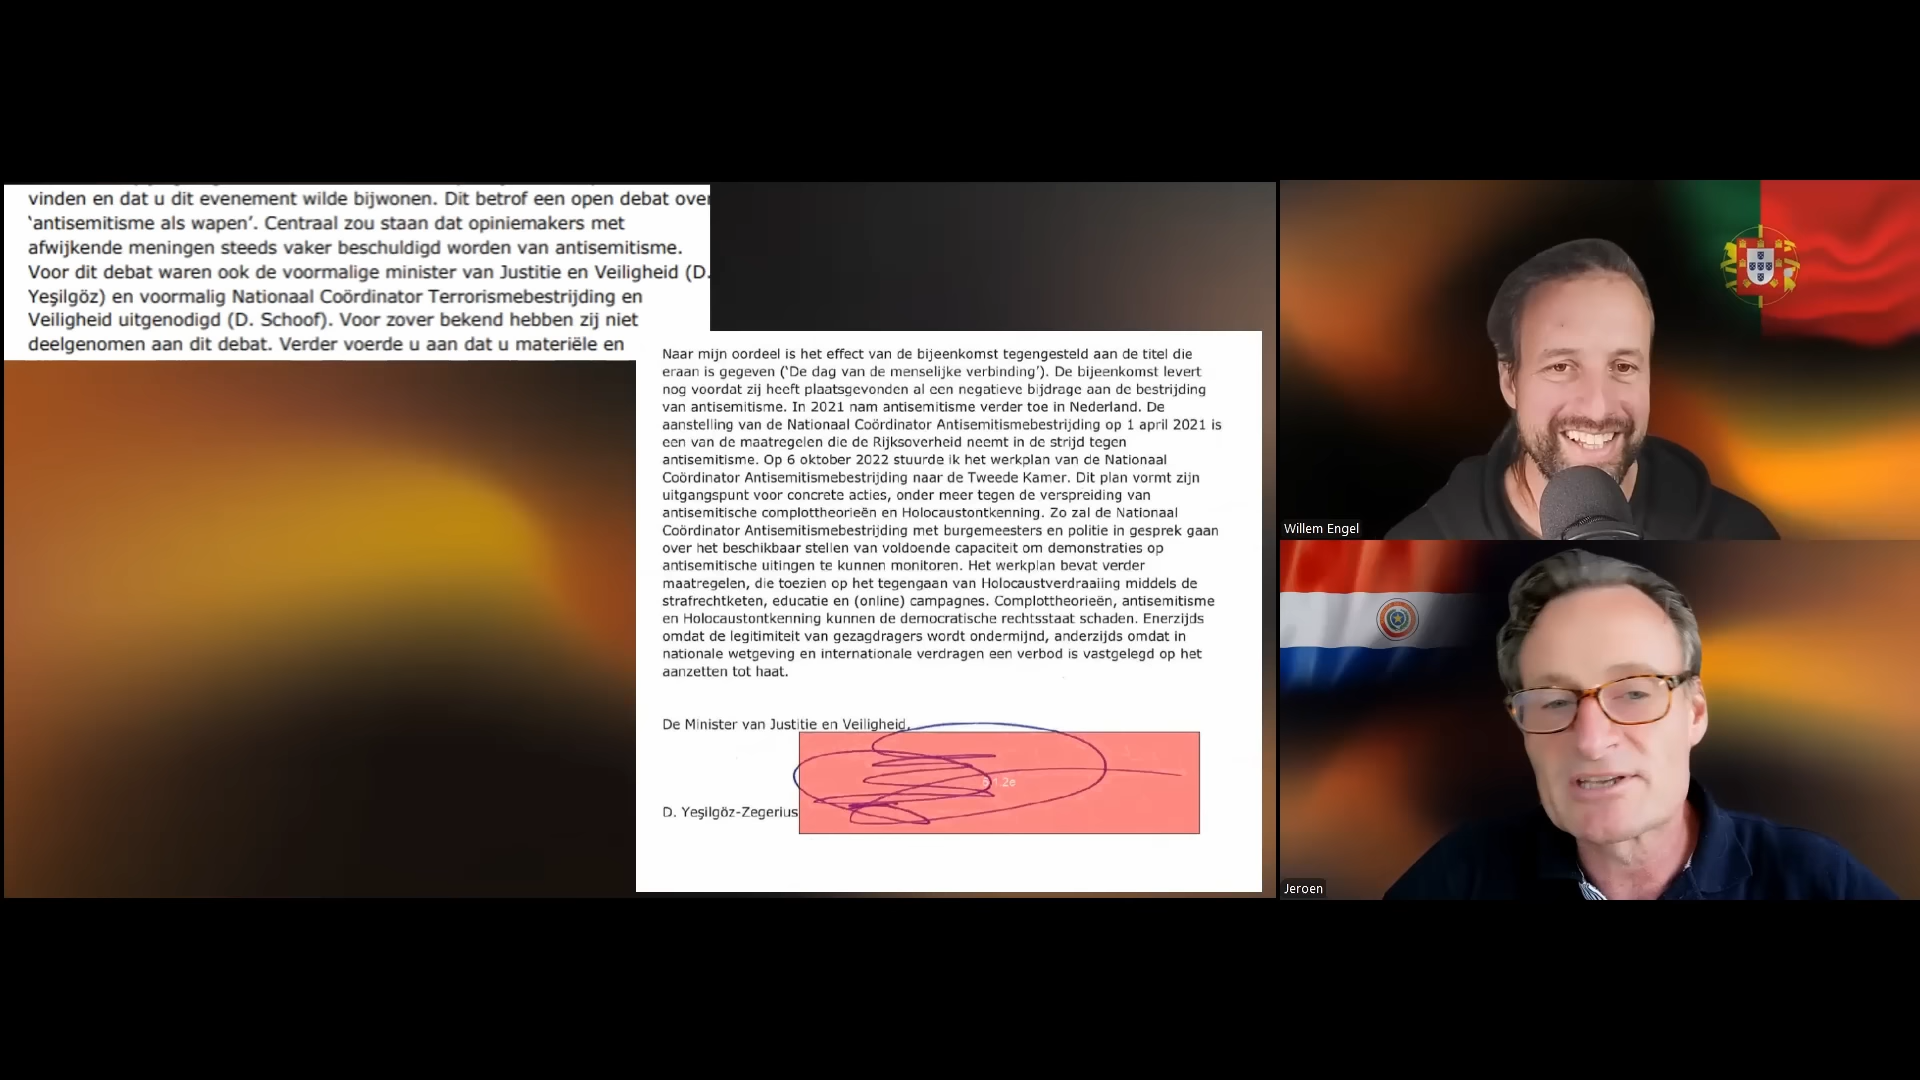 vinden en dat u dit evenement wilde bijwonen. Dit betrof een open debat over
‘antisemitisme als wapen’. Centraal zou staan dat opiniemakers met
afwijkende meningen steeds vaker beschuldigd worden van antisemitisme.
Voor dit debat waren ook de voormalige minister van Justitie en Veiligheid (D.
Yeşilgöz) en voormalig Nationaal Coördinator Terrorismebestrijding en
Veiligheid uitgenodigd (D. Schoof). Voor zover bekend hebben zij niet
deelgenomen aan dit debat. Verder voerde u aan dat u materiële en
Naar mijn oordeel is het effect van de bijeenkomst tegengesteld aan de titel die
eraan is gegeven (‘De dag van de menselijke verbinding’). De bijeenkomst levert
nog voordat zij heeft plaatsgevonden al een negatieve bijdrage aan de bestrijding
van antisemitisme. In 2021 nam antisemitisme verder toe in Nederland. De
aanstelling van de Nationaal Coördinator Antisemitismebestrijding op 1 april 2021 is
een van de maatregelen die de Rijksoverheid neemt in de strijd tegen
antisemitisme. Op 6 oktober 2022 stuurde ik het werkplan van de Nationaal
Coördinator Antisemitismebestrijding naar de Tweede Kamer. Dit plan vormt zijn
uitgangspunt voor concrete acties, onder meer tegen de verspreiding van
antisemitische complottheorieën en Holocaustontkenning. Zo zal de Nationaal
Coördinator Antisemitismebestrijding met burgemeesters en politie in gesprek gaan
over het beschikbaar stellen van voldoende capaciteit om demonstraties op
antisemitische uitingen te kunnen monitoren. Het werkplan bevat verder
maatregelen, die toezien op het tegengaan van Holocaustverdraaiing middels de
strafrechtketen, educatie en (online) campagnes. Complottheorieën, antisemitisme
en Holocaustontkenning kunnen de democratische rechtsstaat schaden. Enerzijds
omdat de legitimiteit van gezagdragers wordt ondermijnd, anderzijds omdat in
nationale wetgeving en internationale verdragen een verbod is vastgelegd op het
aanzetten tot haat.
De Minister van Justitie en Veiligheid,
D. Yeşilgöz-Zegerius
Willem Engel
Jeroen